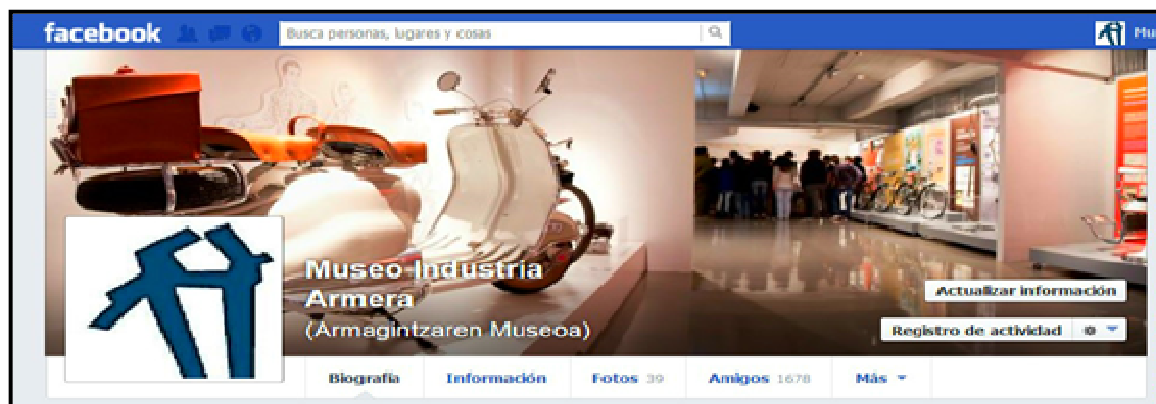 facebook
Busca personas, lugares y cosas
Mu
Museo Industria
Armera
(Armagintzaren Museoa)
Actualizar información
Registro de actividad
Biografía Información Fotos 39 Amigos 1678 Más